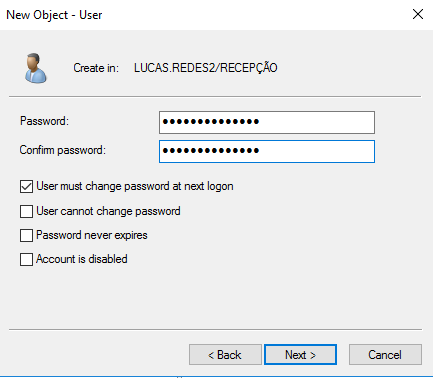 New Object - User
Create in: LUCAS.REDES2/RECEPÇÃO
Password: ●●●●●●●●●●●●●●
Confirm password: ●●●●●●●●●●●●●●
User must change password at next logon
User cannot change password
Password never expires
Account is disabled
< Back Next > Cancel